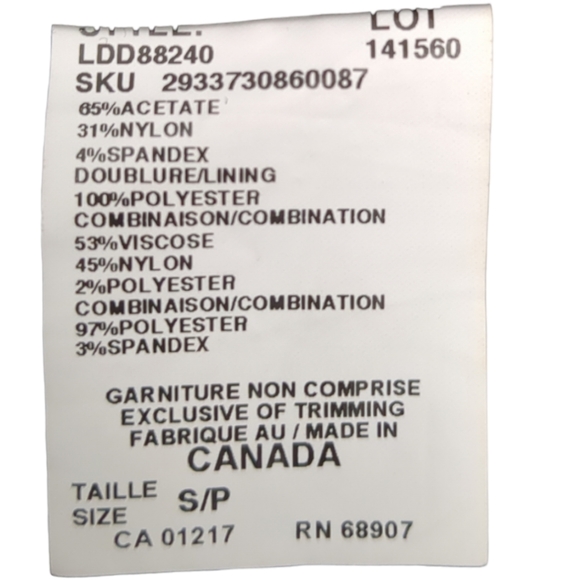 STYLE: LOT
LDD88240 141560
SKU 2933730860087
65%ACETATE
31%NYLON
4%SPANDEX
DOUBLURE/LINING
100%POLYESTER
COMBINAISON/COMBINATION
53%VISCOSE
45%NYLON
2%POLYESTER
COMBINAISON/COMBINATION
97%POLYESTER
3%SPANDEX
GARNITURE NON COMPRISE
EXCLUSIVE OF TRIMMING
FABRIQUE AU / MADE IN
CANADA
TAILLE S/P
SIZE
CA 01217 RN 68907